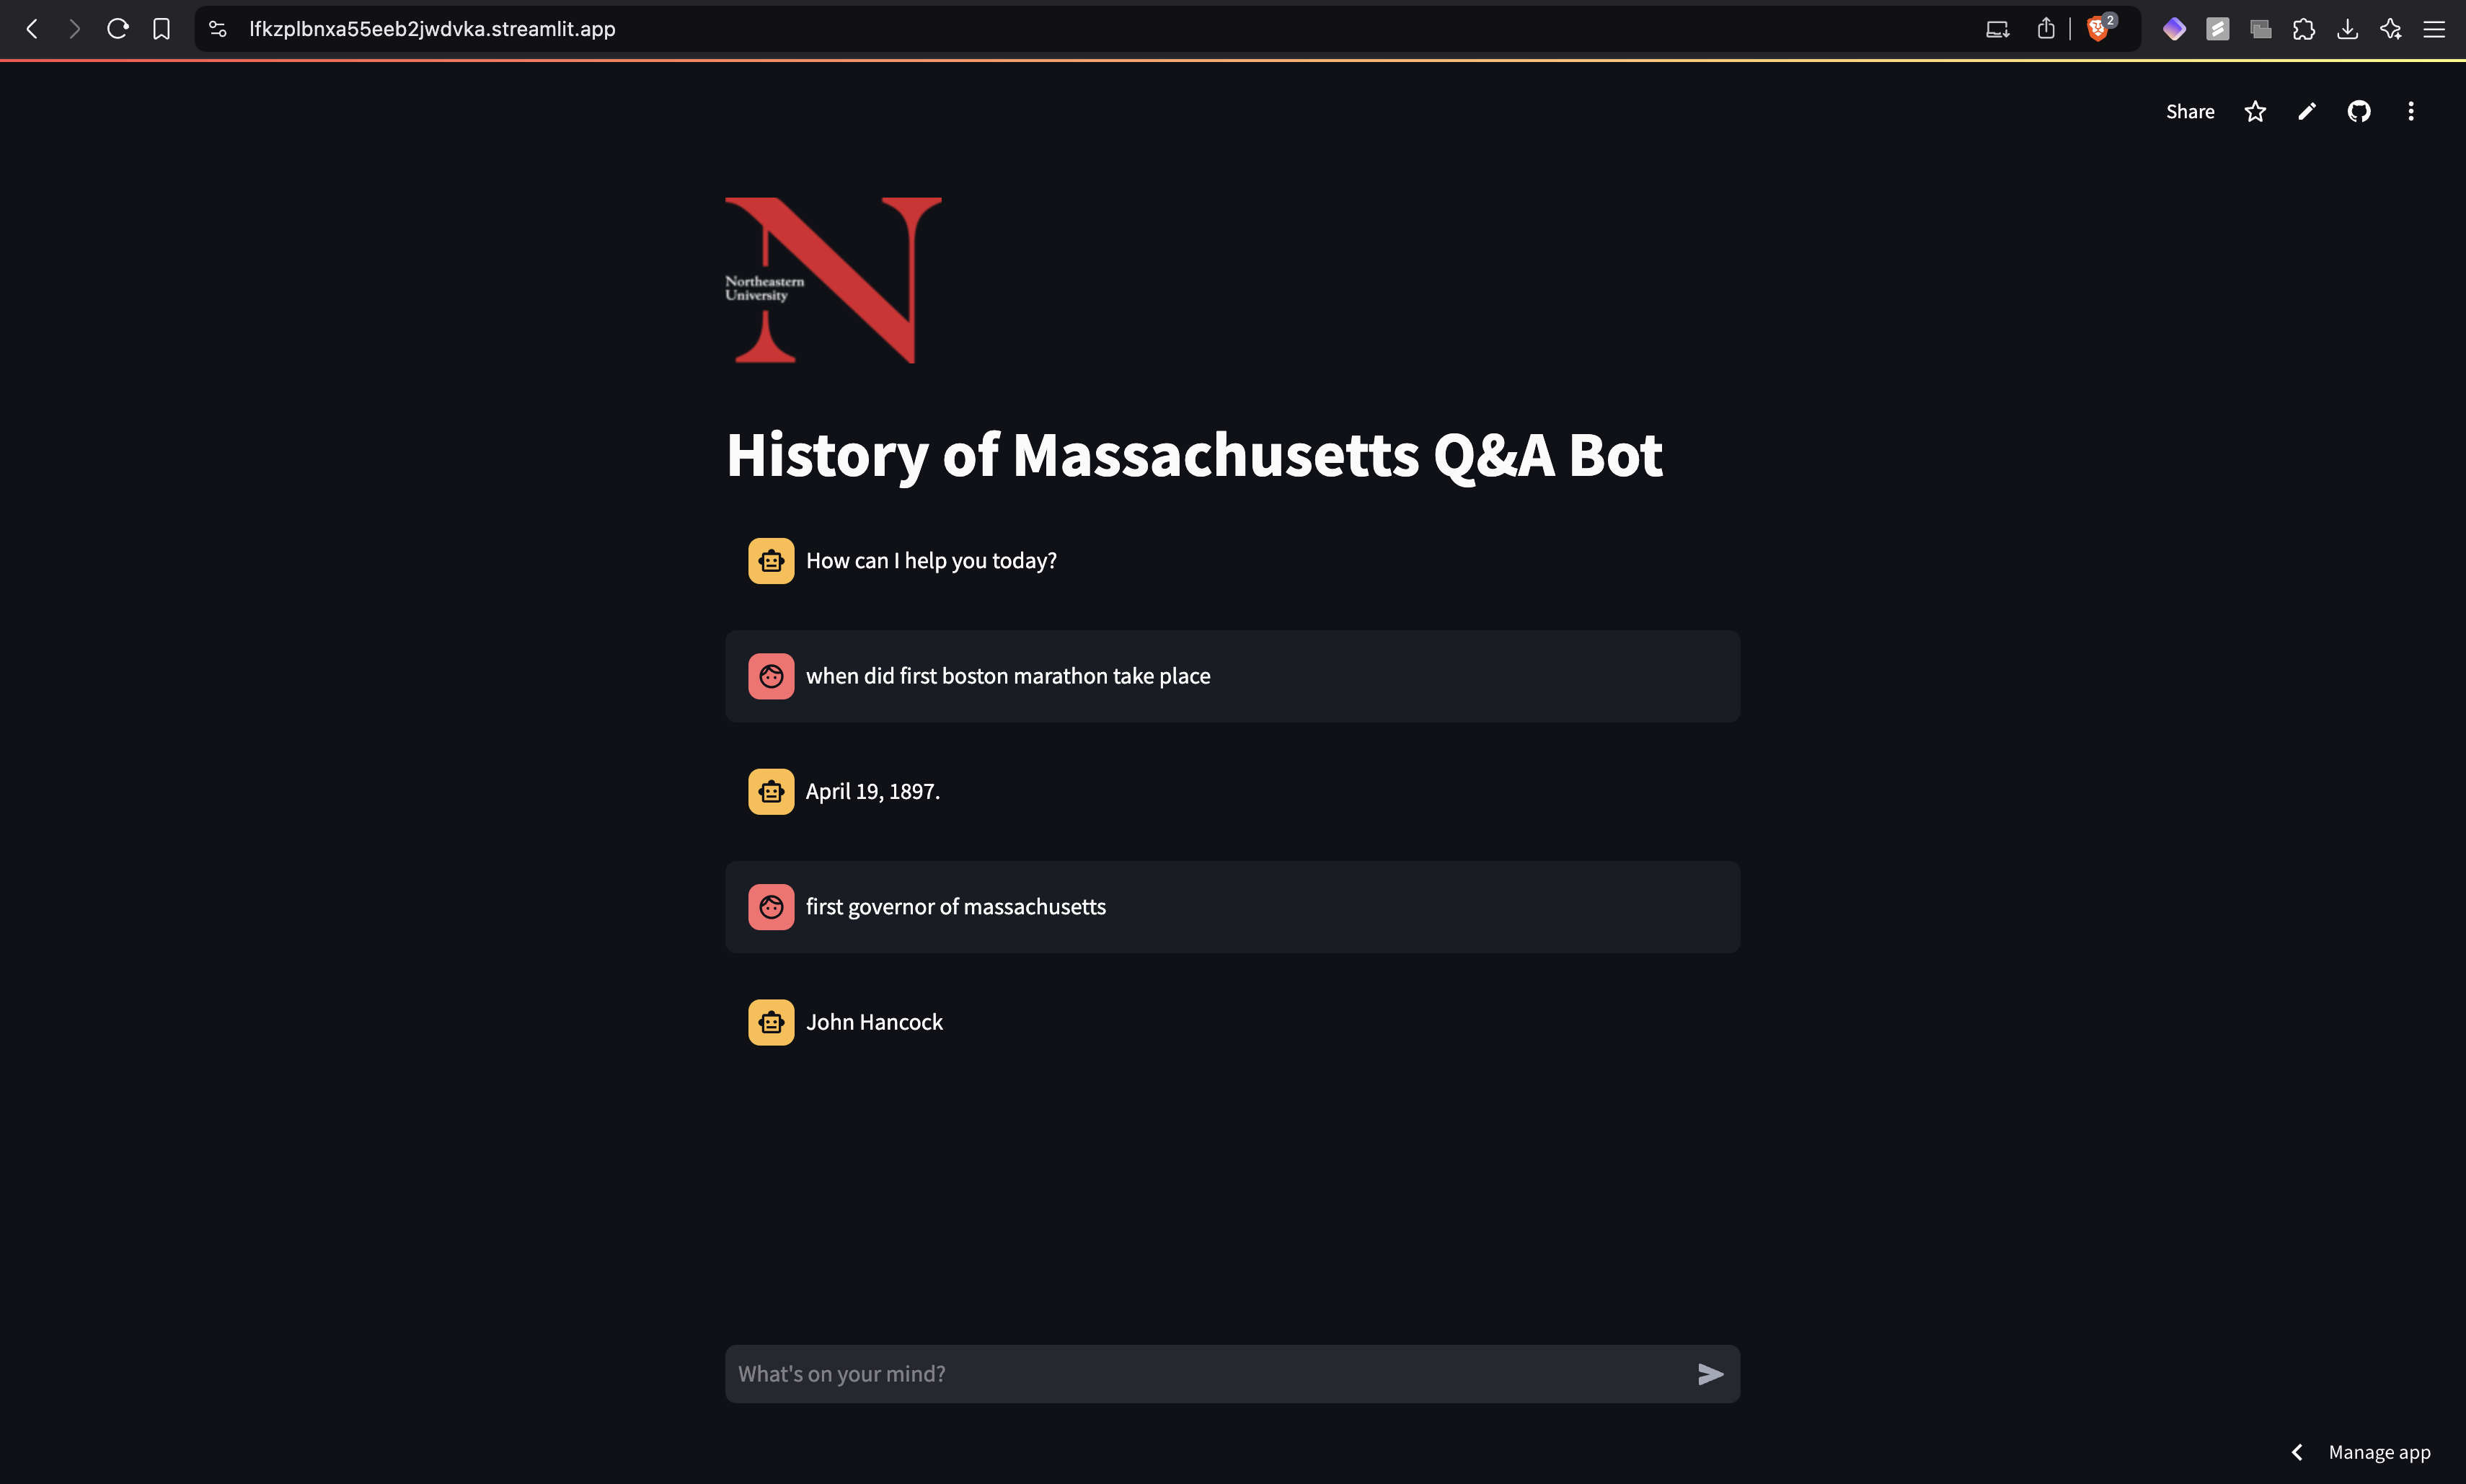 lfkzplbnxa55eeb2jwdvka.streamlit.app
2
Share
Northeastern
University
History of Massachusetts Q&A Bot
How can I help you today?
when did first boston marathon take place
April 19, 1897.
first governor of massachusetts
John Hancock
What's on your mind?
Manage app